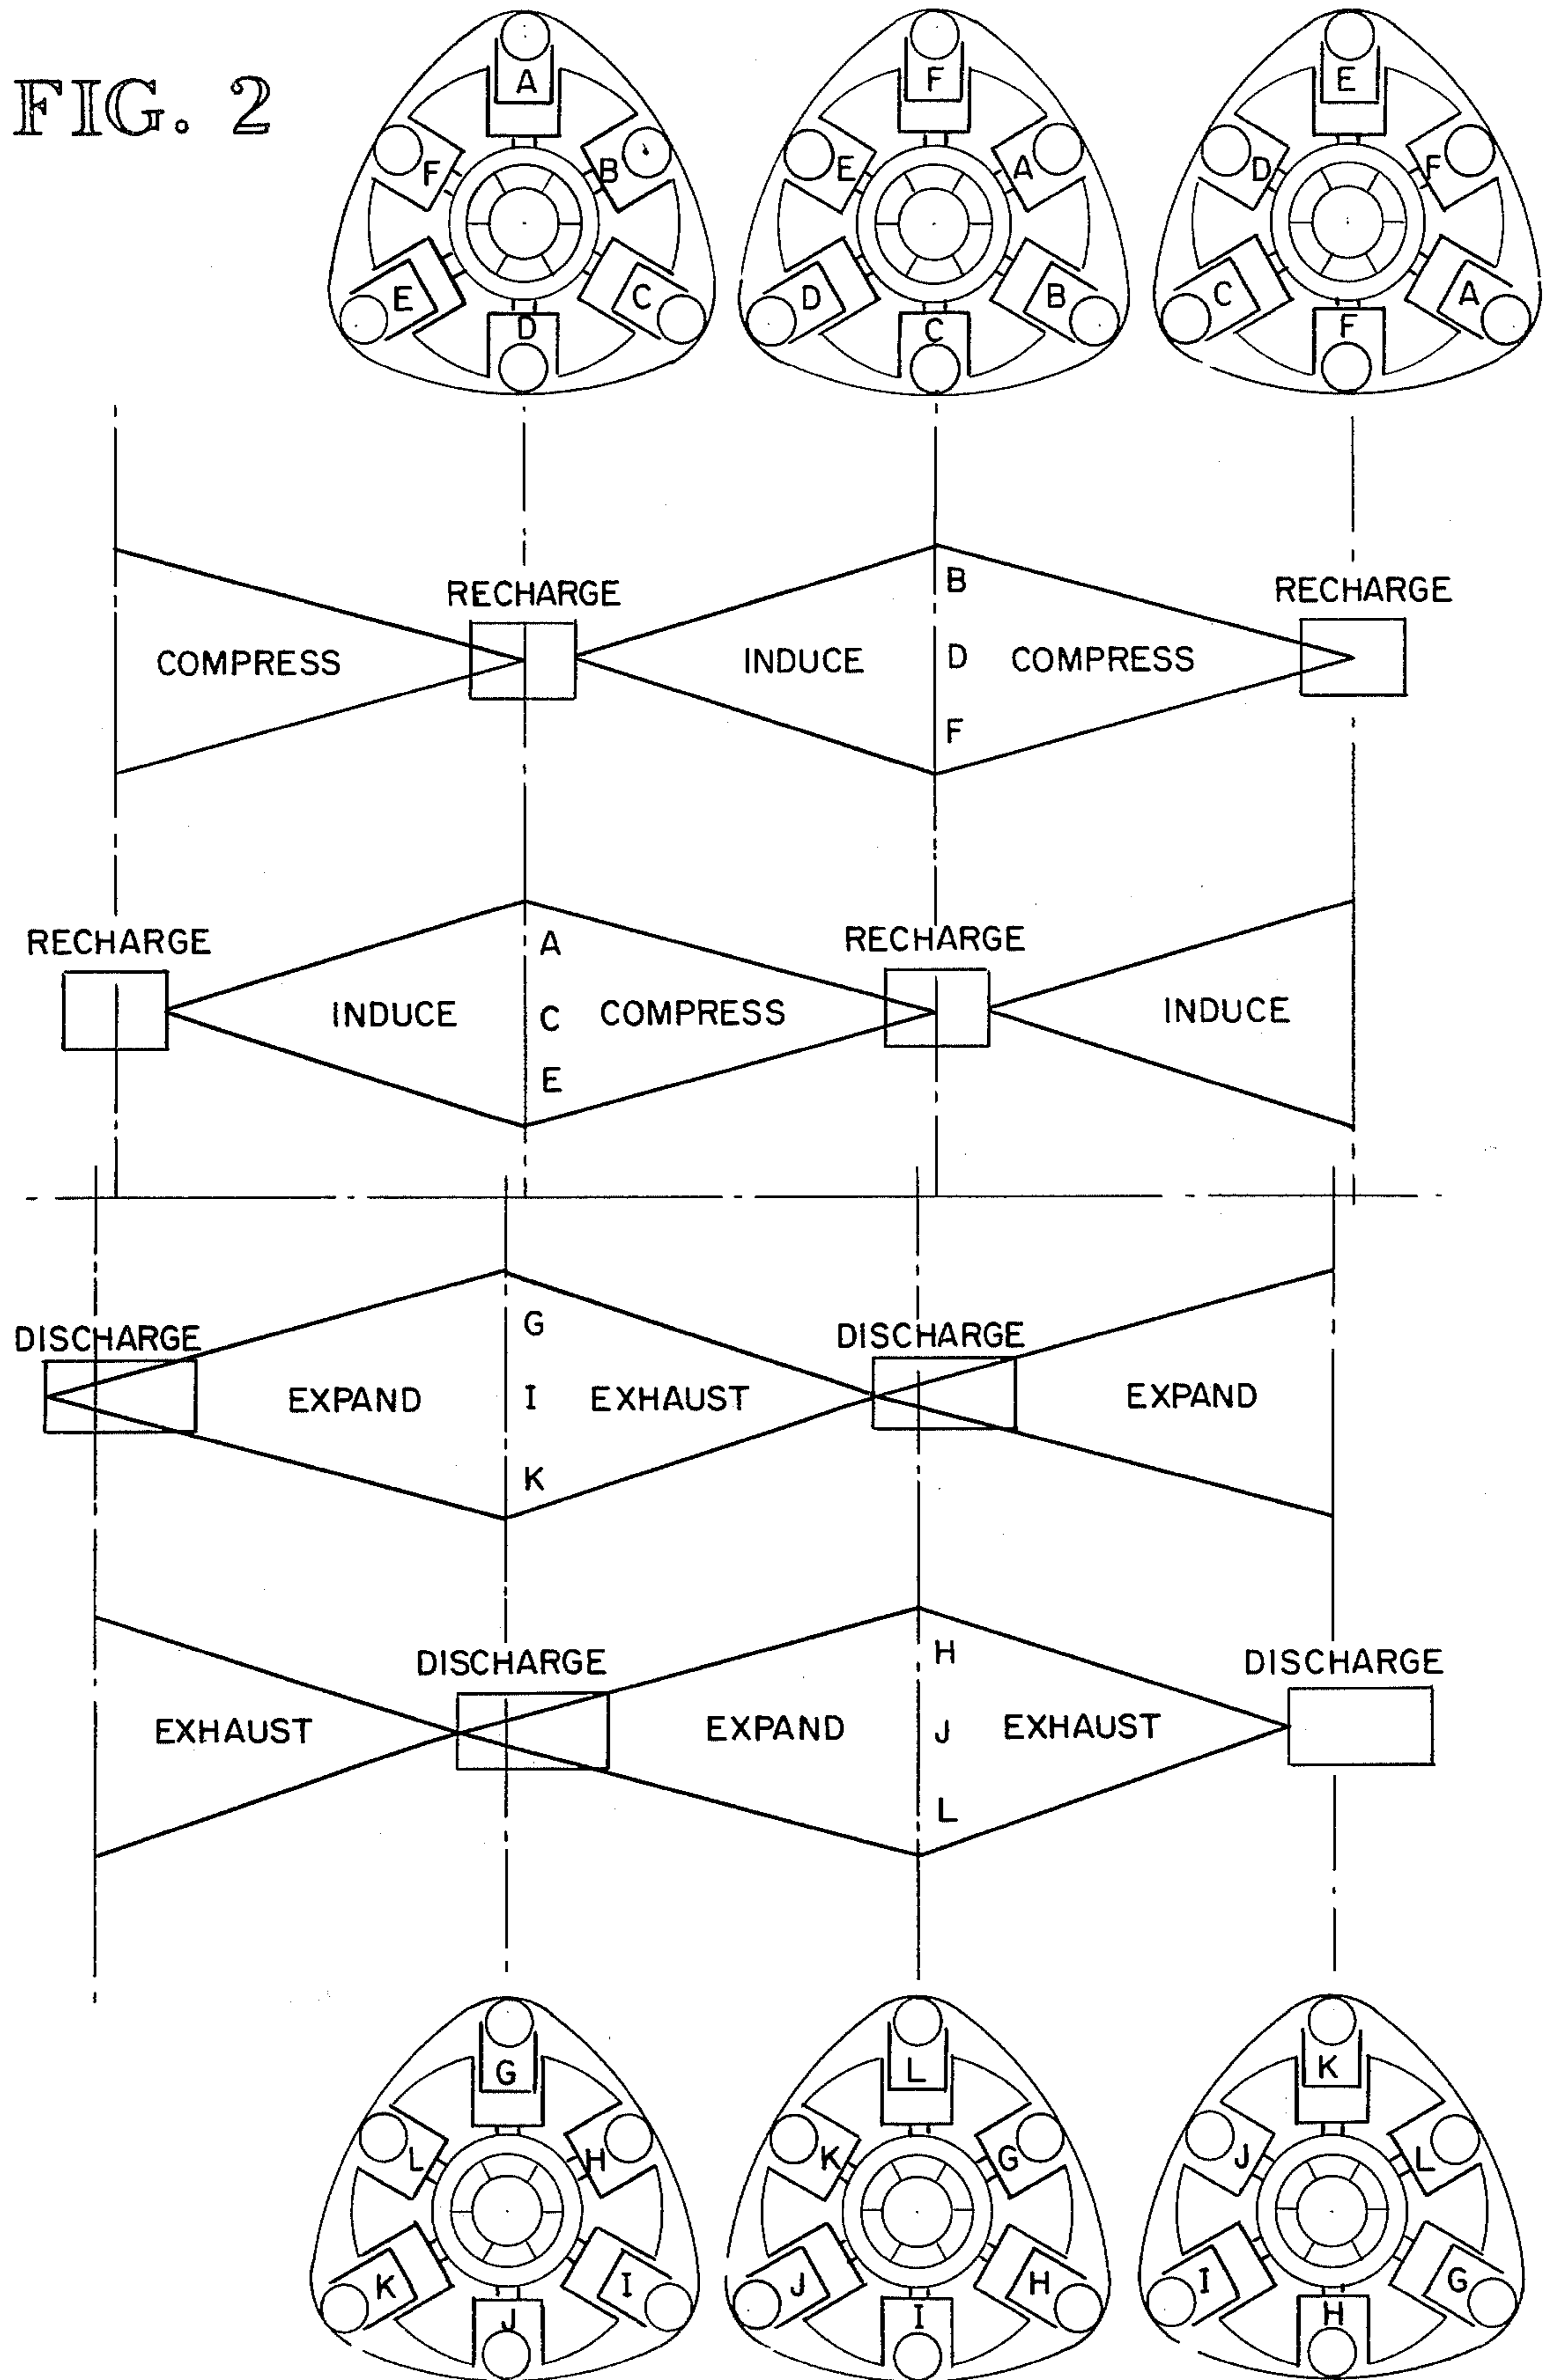 FIG. 2
A
F
B
E
C
D
F
E
A
D
B
C
E
D
F
C
A
F
RECHARGE
RECHARGE
COMPRESS
INDUCE
B
D
F
COMPRESS
RECHARGE
RECHARGE
INDUCE
A
C
E
COMPRESS
INDUCE
DISCHARGE
DISCHARGE
EXPAND
G
I
K
EXHAUST
EXPAND
DISCHARGE
DISCHARGE
EXHAUST
EXPAND
H
J
L
EXHAUST
G
L
H
K
I
J
L
K
G
J
H
I
K
J
L
I
G
H